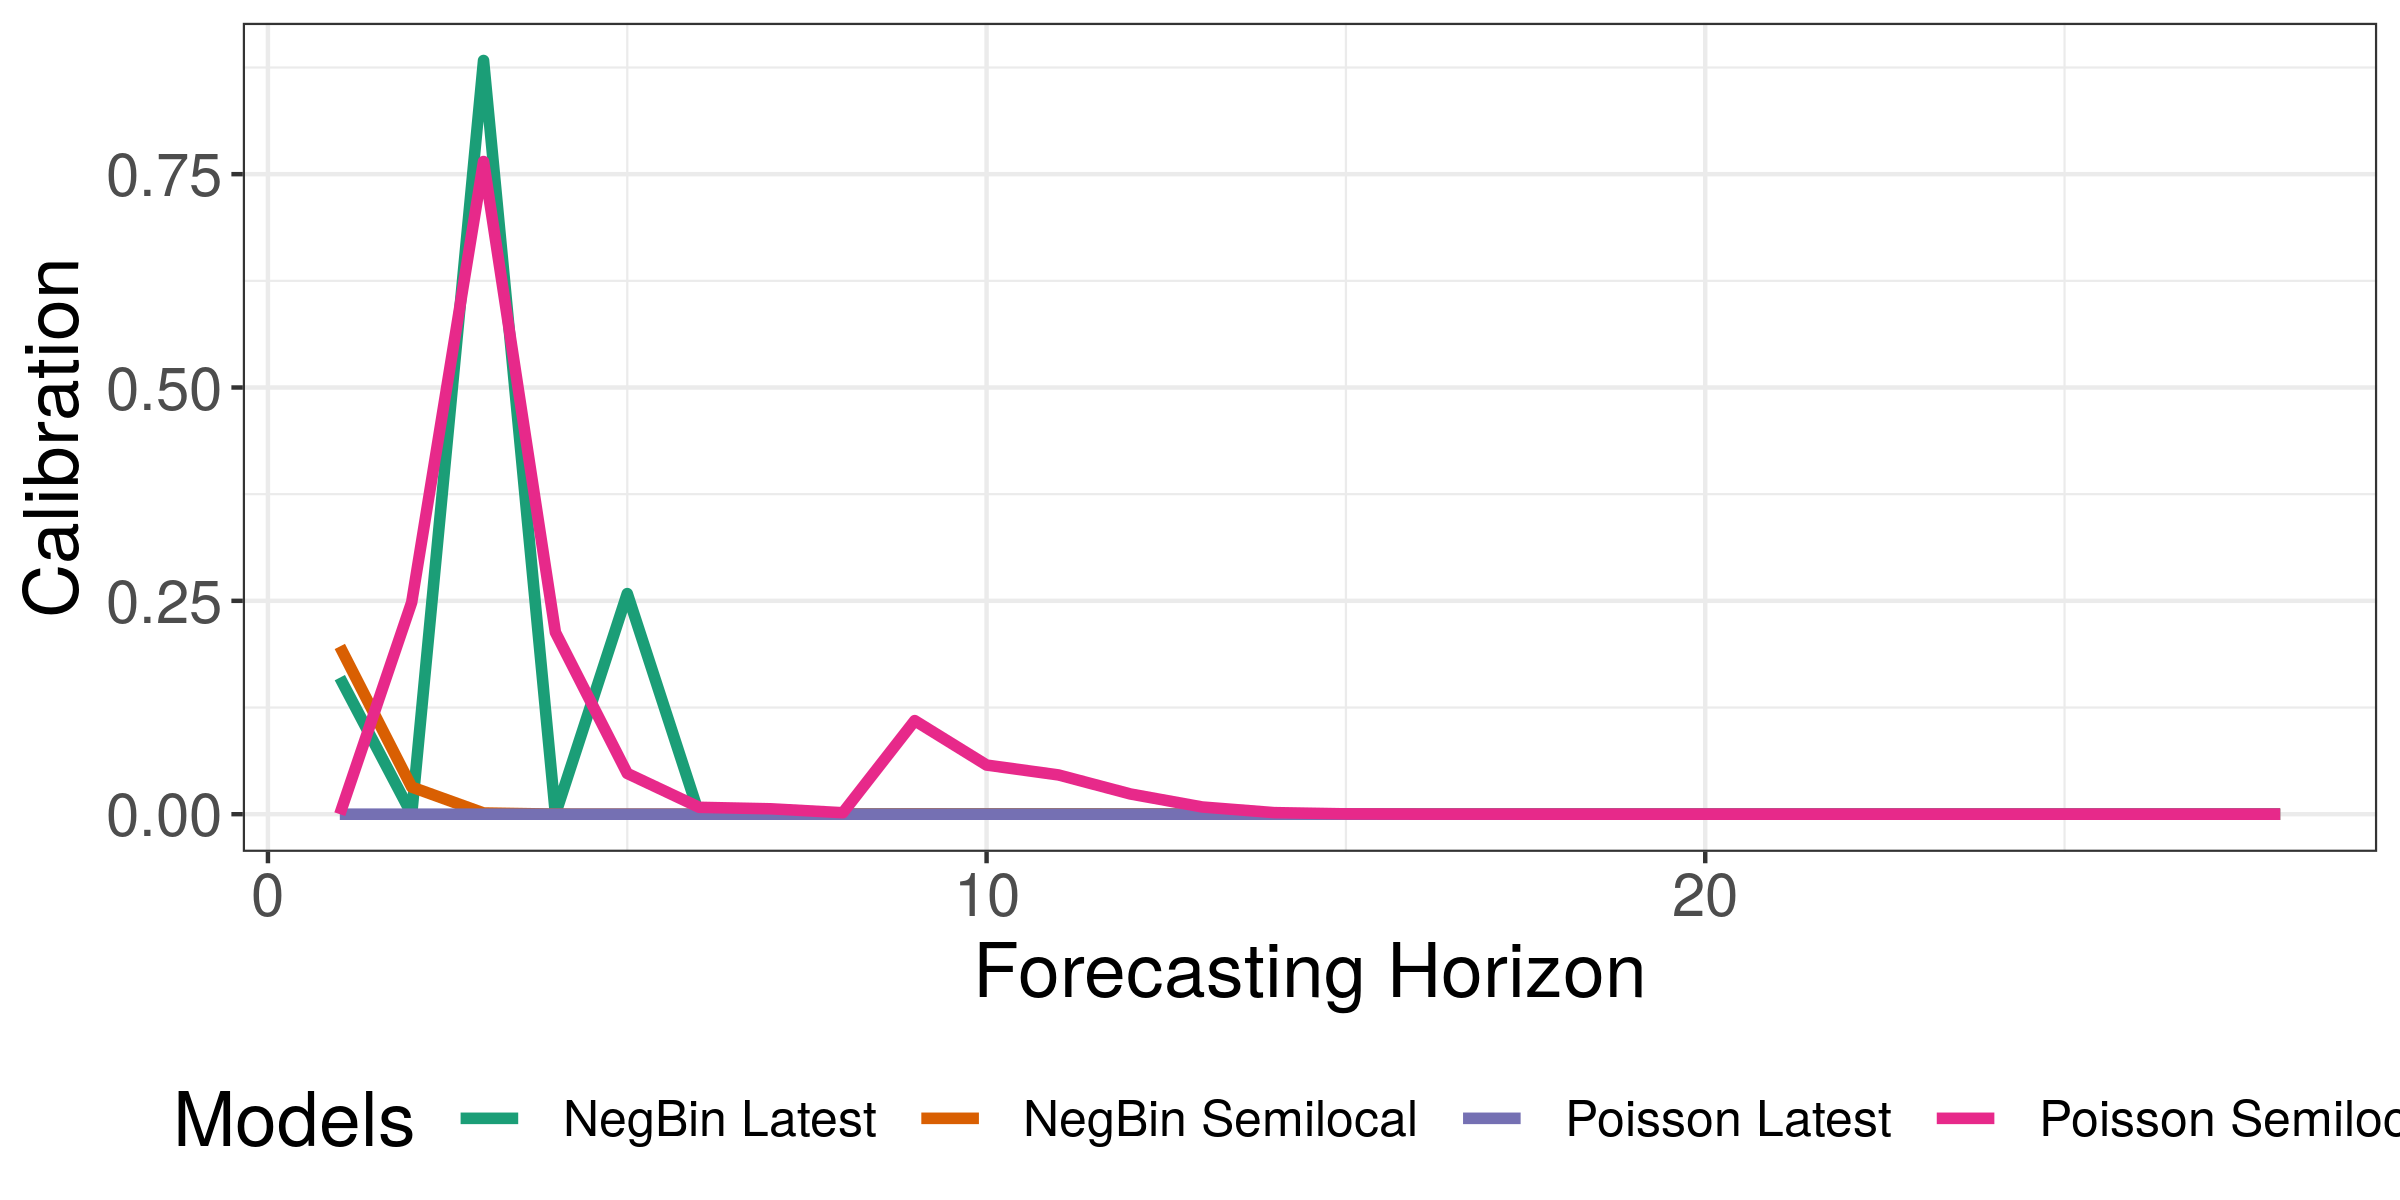 Calibration
0.75
0.50
0.25
0.00
0 10 20
Forecasting Horizon
Models NegBin Latest NegBin Semilocal Poisson Latest Poisson